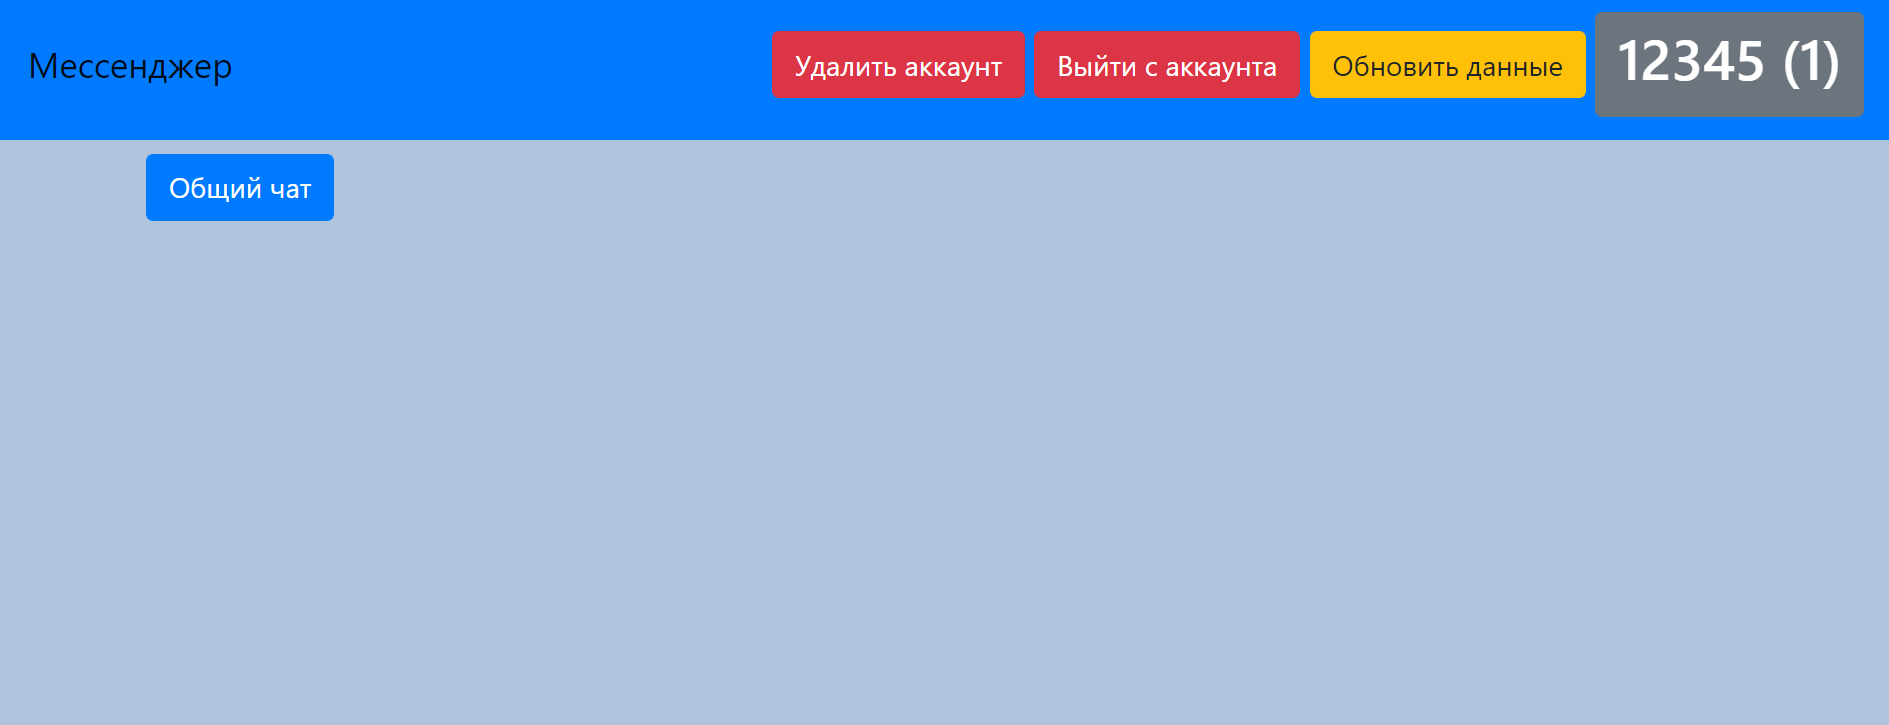 Мессенджер
Удалить аккаунт
Выйти с аккаунта
Обновить данные
12345 (1)
Общий чат